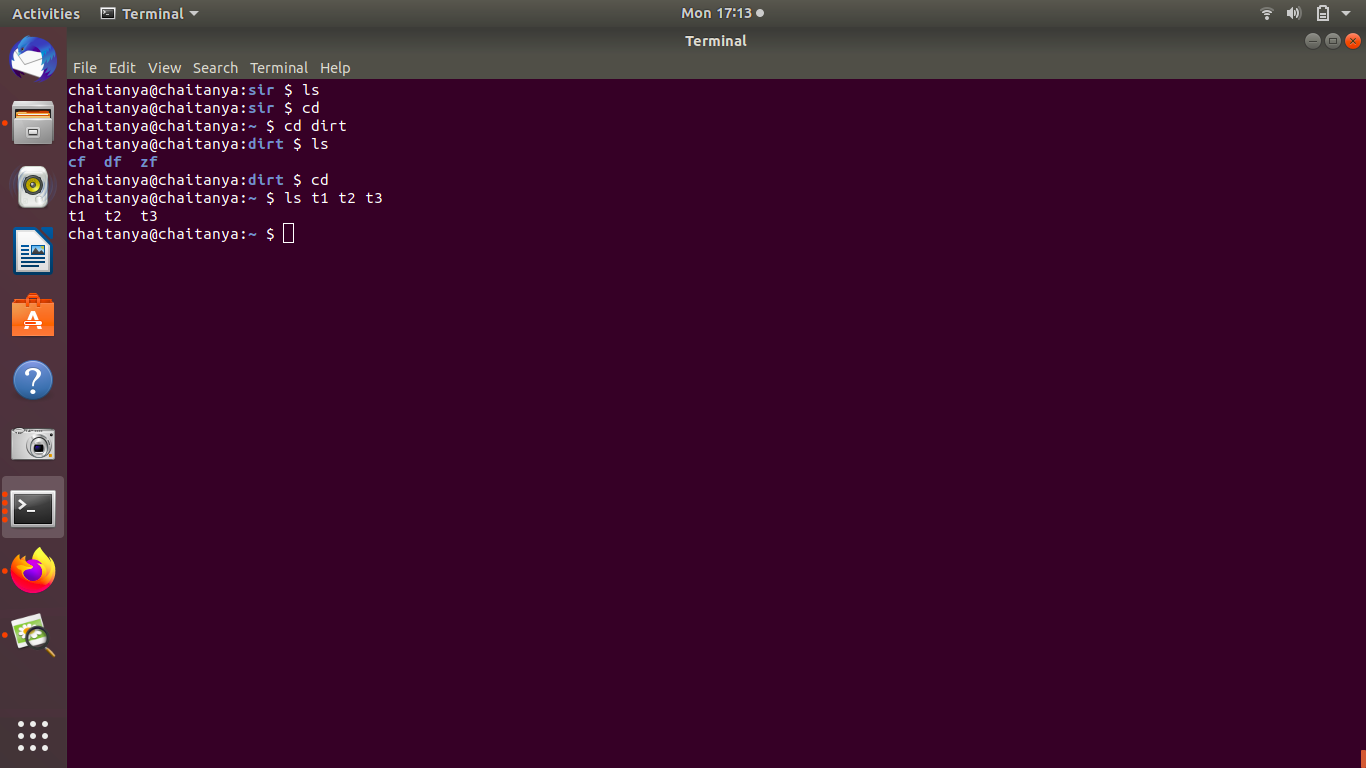 Activities Terminal Mon 17:13
Terminal
File Edit View Search Terminal Help
chaitanya@chaitanya:sir $ ls
chaitanya@chaitanya:sir $ cd
chaitanya@chaitanya:~ $ cd dirt
chaitanya@chaitanya:dirt $ ls
cf  df  zf
chaitanya@chaitanya:dirt $ cd
chaitanya@chaitanya:~ $ ls t1 t2 t3
t1  t2  t3
chaitanya@chaitanya:~ $